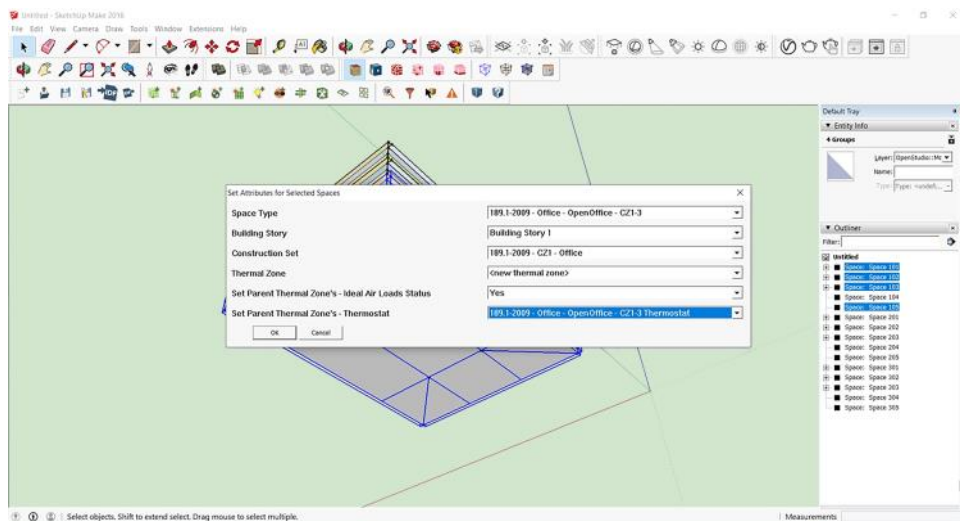 Untitled - SketchUp Make 2016
File Edit View Camera Draw Tools Window Extensions Help
Default Tray
Entity Info
4 Groups
Layer: OpenStudio::Mo
Name:
Type: Type: <undefi...
Set Attributes for Selected Spaces
Space Type
189.1-2009 - Office - OpenOffice - CZ1-3
Building Story
Building Story 1
Construction Set
189.1-2009 - CZ1 - Office
Thermal Zone
<new thermal zone>
Set Parent Thermal Zone's - Ideal Air Loads Status
Yes
Set Parent Thermal Zone's - Thermostat
189.1-2009 - Office - OpenOffice - CZ1-3 Thermostat
Ok
Cancel
Outliner
Filter:
Untitled
Space: Space 101
Space: Space 102
Space: Space 103
Space: Space 104
Space: Space 105
Space: Space 201
Space: Space 202
Space: Space 203
Space: Space 204
Space: Space 205
Space: Space 301
Space: Space 302
Space: Space 303
Space: Space 304
Space: Space 305
Select objects. Shift to extend select. Drag mouse to select multiple.
Measurements